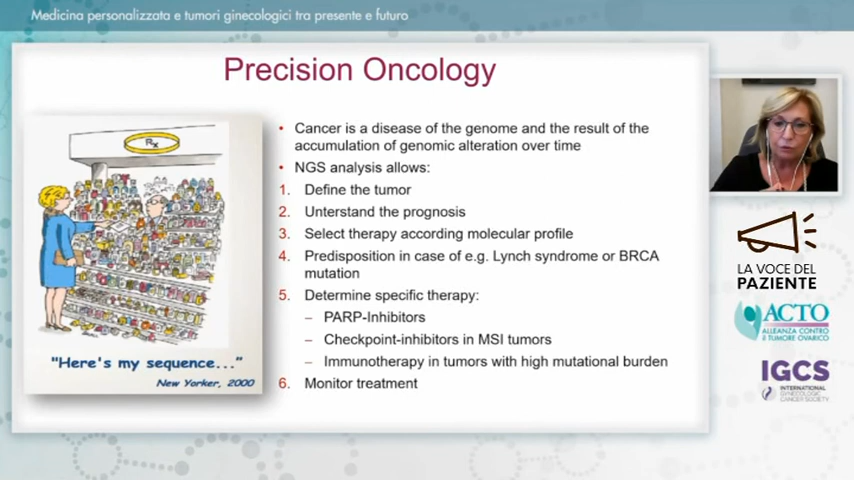 Medicina personalizzata e tumori ginecologici tra presente e futuro
Precision Oncology
Rx
"Here's my sequence..."
New Yorker, 2000
• Cancer is a disease of the genome and the result of the
accumulation of genomic alteration over time
• NGS analysis allows:
1. Define the tumor
2. Unterstand the prognosis
3. Select therapy according molecular profile
4. Predisposition in case of e.g. Lynch syndrome or BRCA
mutation
5. Determine specific therapy:
– PARP-Inhibitors
– Checkpoint-inhibitors in MSI tumors
– Immunotherapy in tumors with high mutational burden
6. Monitor treatment
LA VOCE DEL
PAZIENTE
ACTO
ALLEANZA CONTRO
il TUMORE OVARICO
IGCS
INTERNATIONAL
GYNECOLOGIC
CANCER SOCIETY